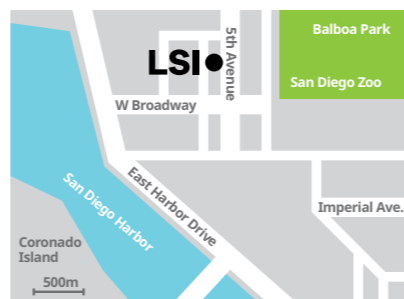 Balboa Park
San Diego Zoo
5th Avenue
LSI
W Broadway
East Harbor Drive
San Diego Harbor
Imperial Ave.
Coronado
Island
500m